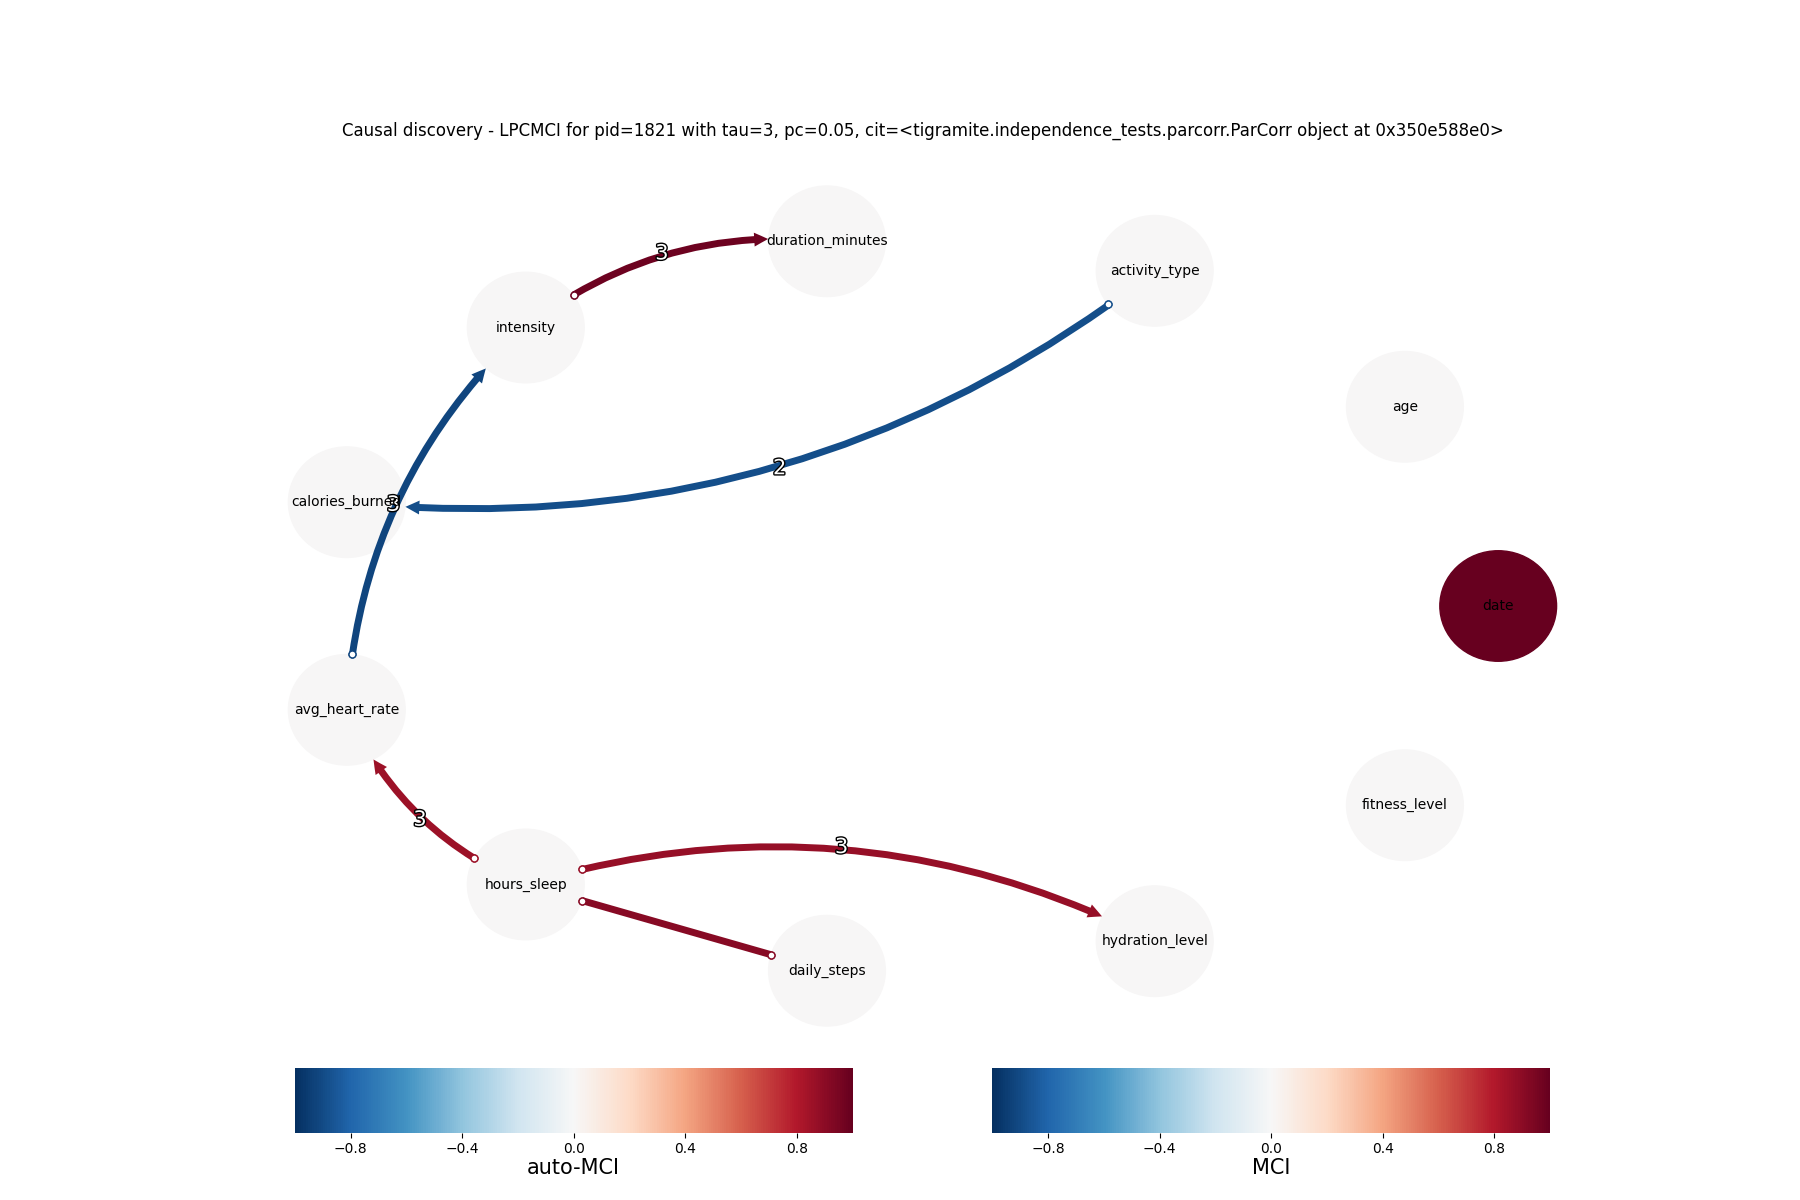 Causal discovery - LPCMCI for pid=1821 with tau=3, pc=0.05, cit=<tigramite.independence_tests.parcorr.ParCorr object at 0x350e588e0>
duration_minutes
3
activity_type
intensity
age
2
calories_burned
3
date
avg_heart_rate
fitness_level
3
3
hours_sleep
hydration_level
daily_steps
−0.8 −0.4 0.0 0.4 0.8
auto-MCI
−0.8 −0.4 0.0 0.4 0.8
MCI